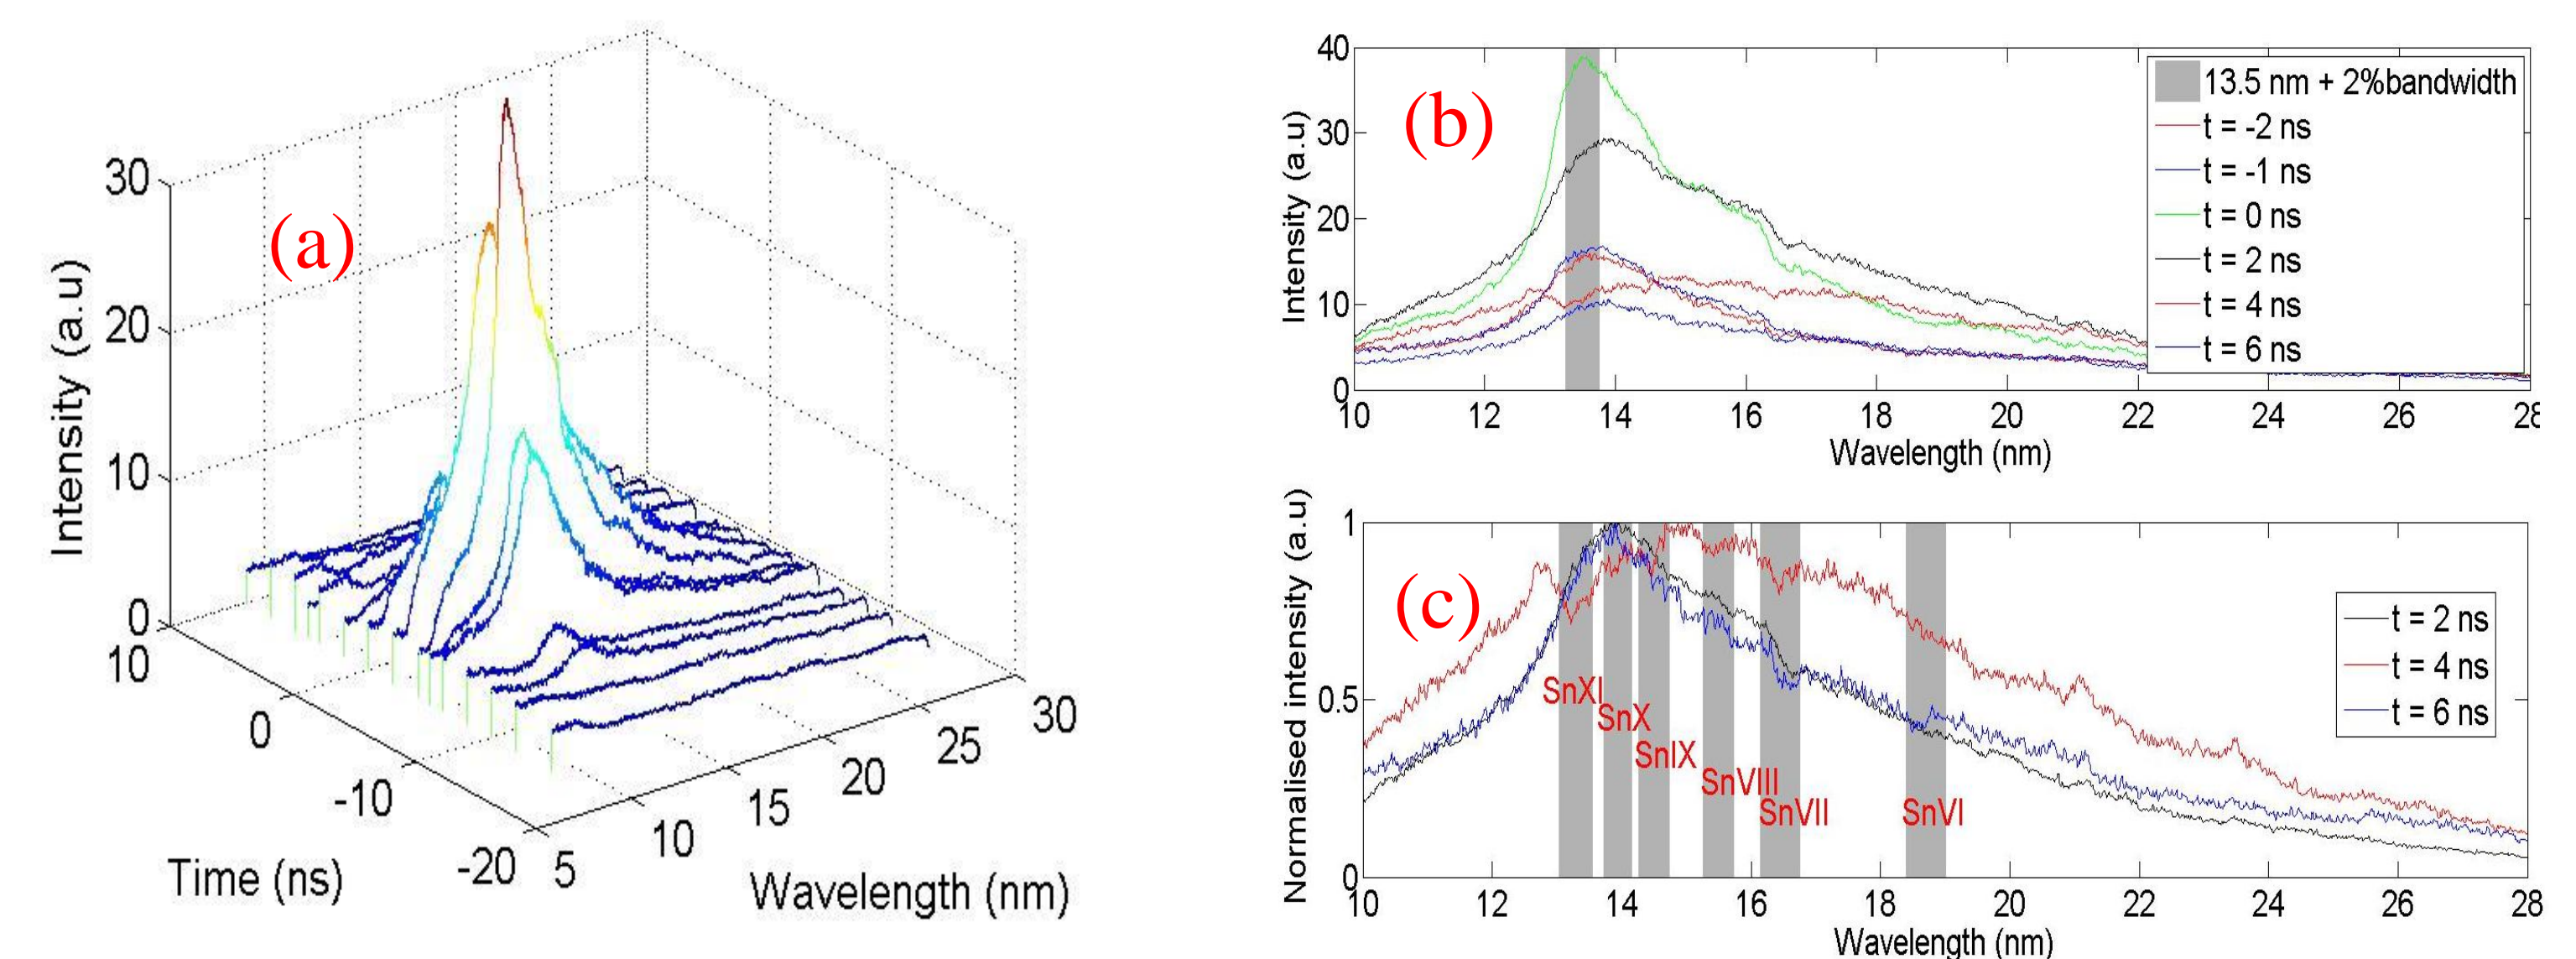 (a)
Intensity (a.u)
30
20
10
0
10
0
-10
-20
Time (ns)
5
10
15
20
25
30
Wavelength (nm)
(b)
Intensity (a.u)
40
30
20
10
0
10 12 14 16 18 20 22 24 26 28
Wavelength (nm)
13.5 nm + 2%bandwidth
t = -2 ns
t = -1 ns
t = 0 ns
t = 2 ns
t = 4 ns
t = 6 ns
(c)
Normalised intensity (a.u)
1
0.5
0
10 12 14 16 18 20 22 24 26 28
Wavelength (nm)
SnXI
SnX
SnIX
SnVIII
SnVII
SnVI
t = 2 ns
t = 4 ns
t = 6 ns